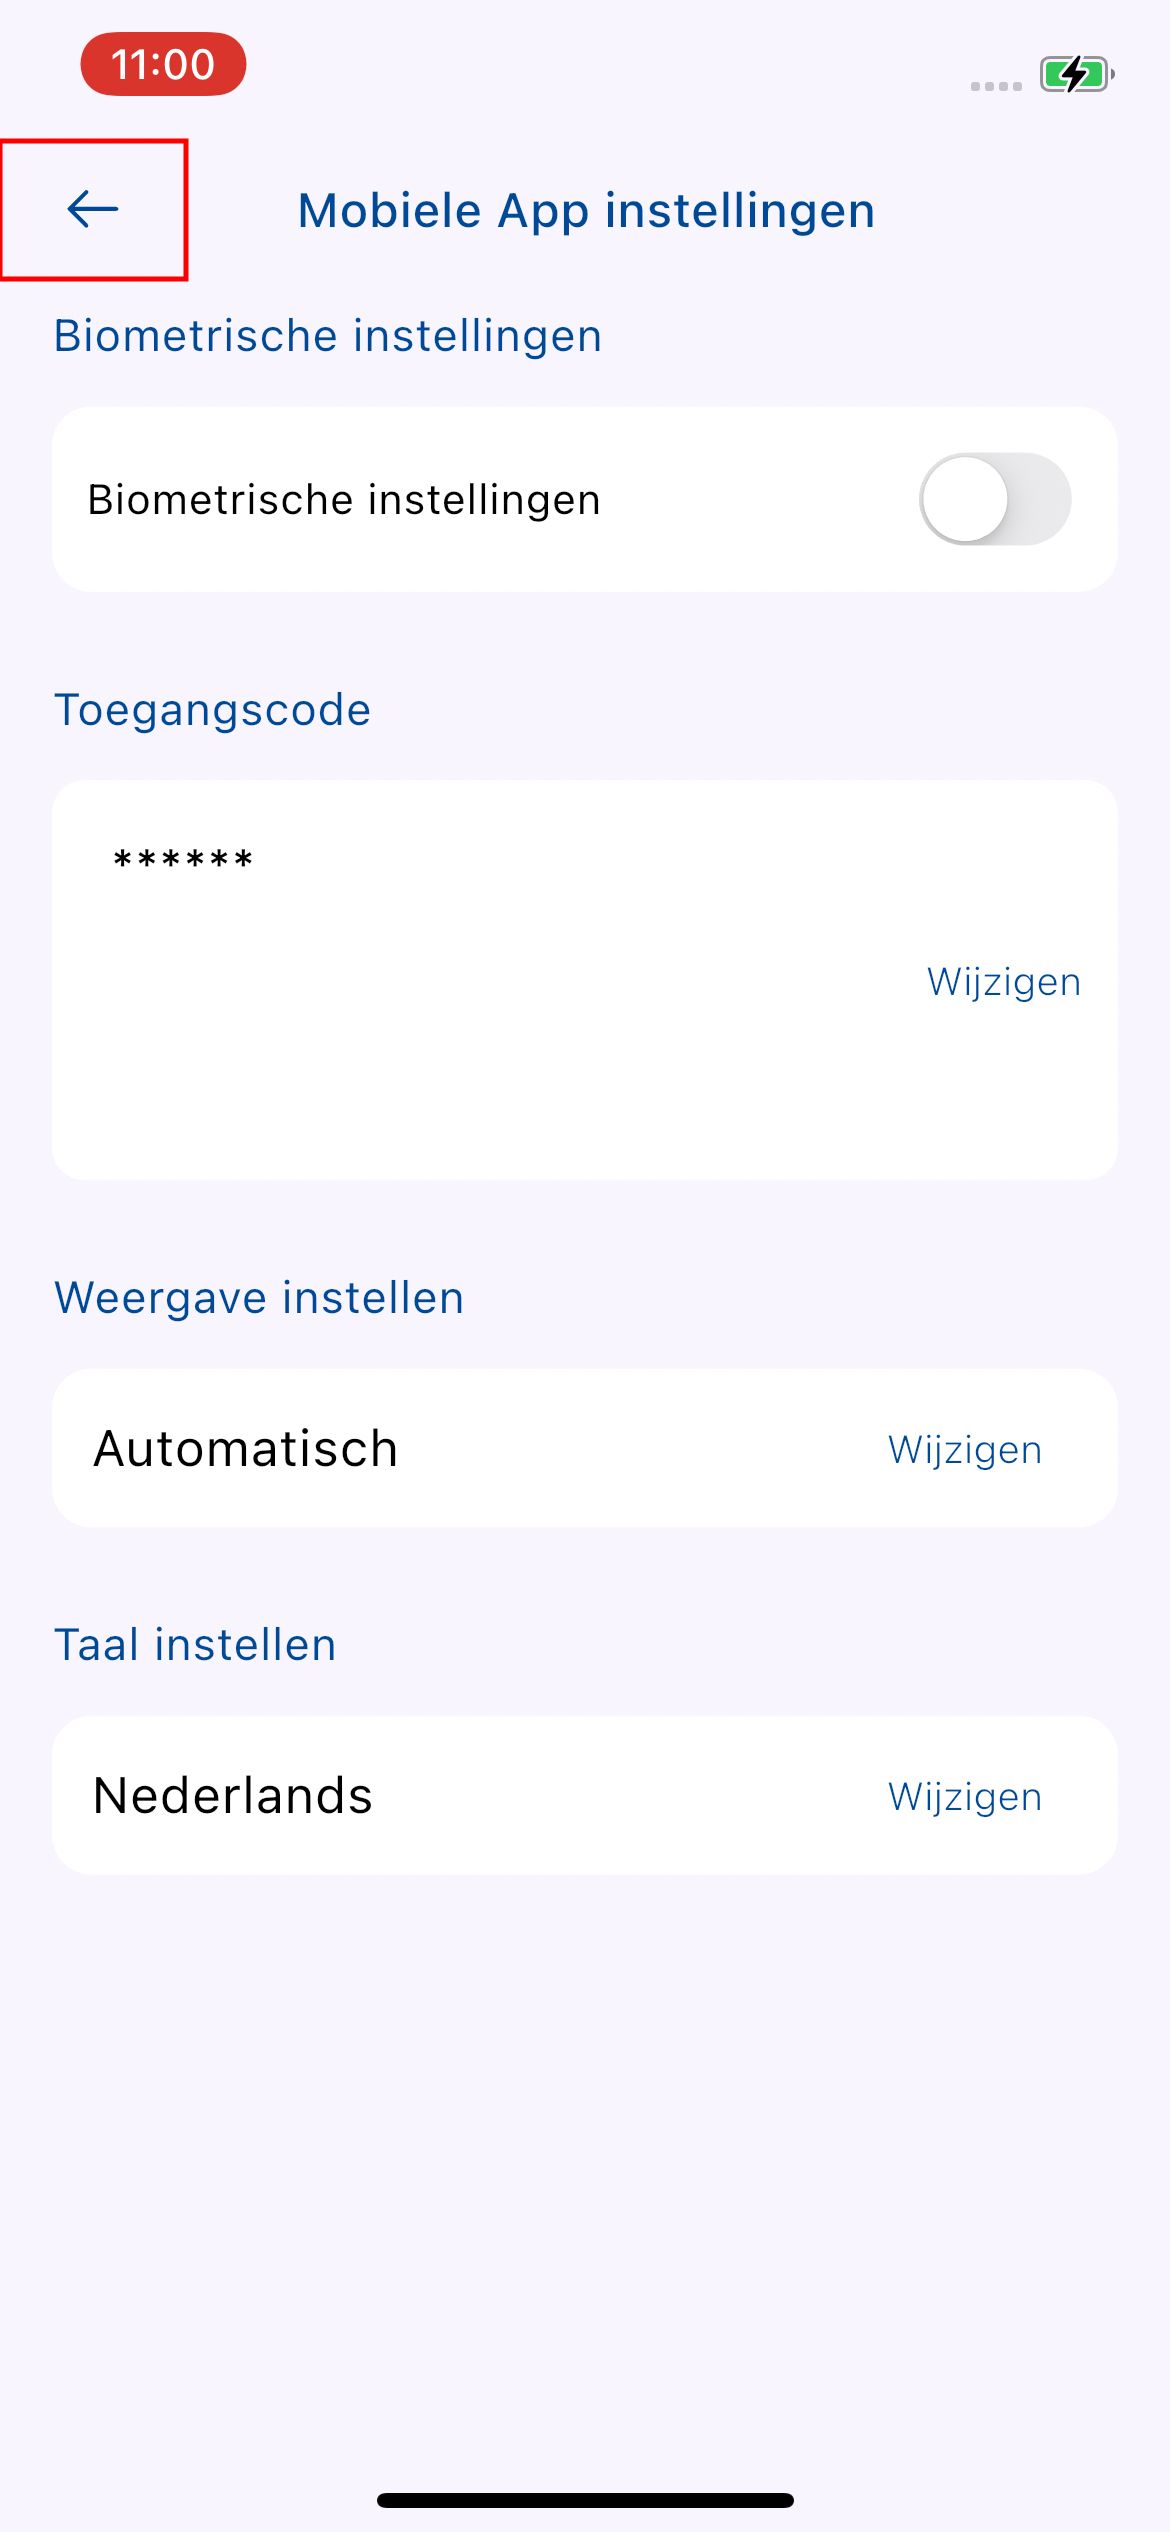 11:00
Mobiele App instellingen
Biometrische instellingen
Biometrische instellingen
Toegangscode
******
Wijzigen
Weergave instellen
Automatisch
Wijzigen
Taal instellen
Nederlands
Wijzigen